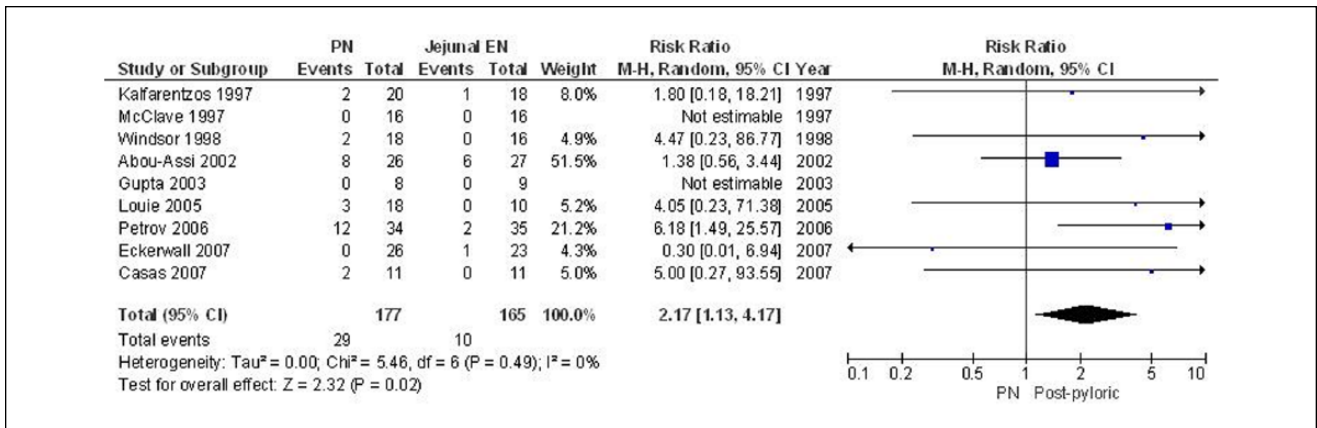 PN Jejunal EN Risk Ratio Risk Ratio
Study or Subgroup Events Total Events Total Weight M-H, Random, 95% CI Year M-H, Random, 95% CI
Kalfarentzos 1997 2 20 1 18 8.0% 1.80 [0.18, 18.21] 1997
McClave 1997 0 16 0 16 Not estimable 1997
Windsor 1998 2 18 0 16 4.9% 4.47 [0.23, 86.77] 1998
Abou-Assi 2002 8 26 6 27 51.5% 1.38 [0.56, 3.44] 2002
Gupta 2003 0 8 0 9 Not estimable 2003
Louie 2005 3 18 0 10 5.2% 4.05 [0.23, 71.38] 2005
Petrov 2006 12 34 2 35 21.2% 6.18 [1.49, 25.57] 2006
Eckerwall 2007 0 26 1 23 4.3% 0.30 [0.01, 6.94] 2007
Casas 2007 2 11 0 11 5.0% 5.00 [0.27, 93.55] 2007
Total (95% CI) 177 165 100.0% 2.17 [1.13, 4.17]
Total events 29 10
Heterogeneity: Tau² = 0.00; Chi² = 5.46, df = 6 (P = 0.49); I² = 0%
Test for overall effect: Z = 2.32 (P = 0.02)
0.1 0.2 0.5 1 2 5 10
PN Post-pyloric